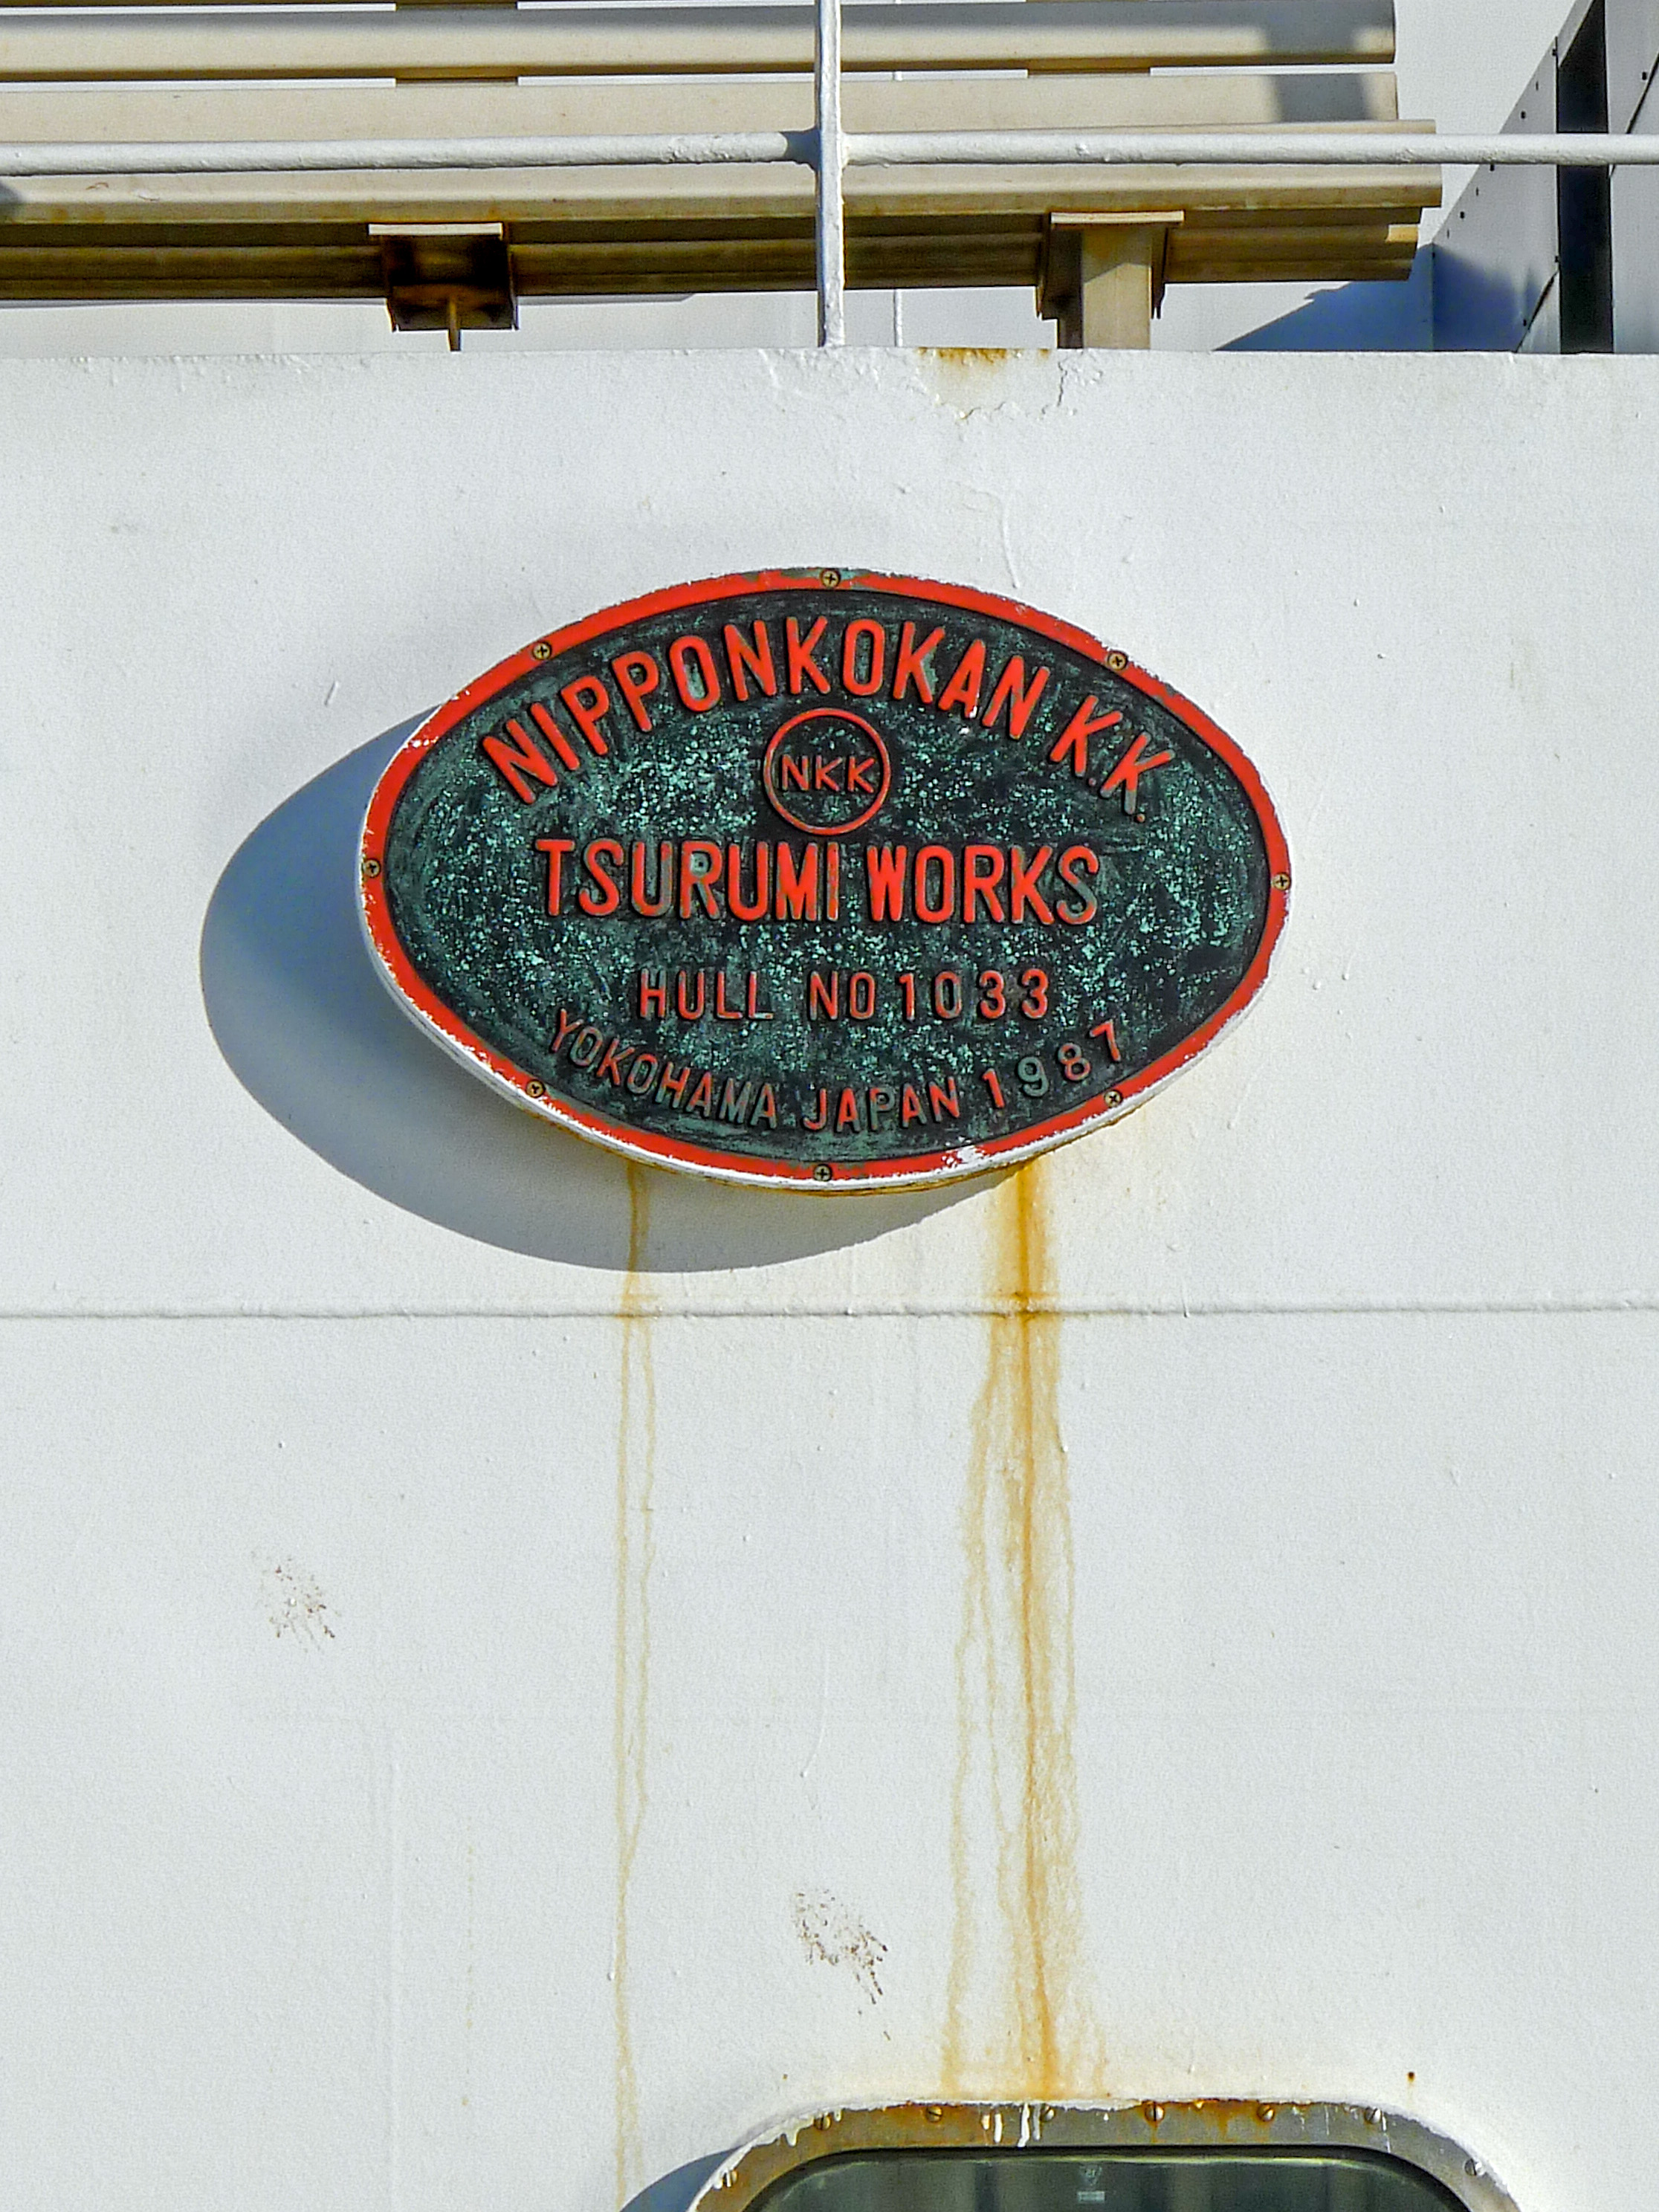 NIPPONKOKAN K.K.
NKK
TSURUMI WORKS
HULL NO 1033
YOKOHAMA JAPAN 1987